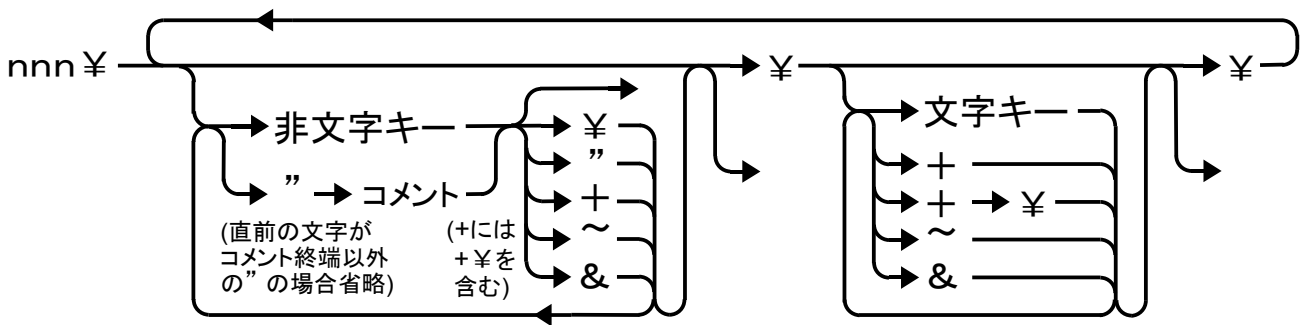 nnn¥ ¥ ¥
非文字キー ¥ 文字キー
” ” コメント +
+ + ¥
(直前の文字が (+には ~ ~
コメント終端以外 +¥を
の”の場合省略) 含む) & &